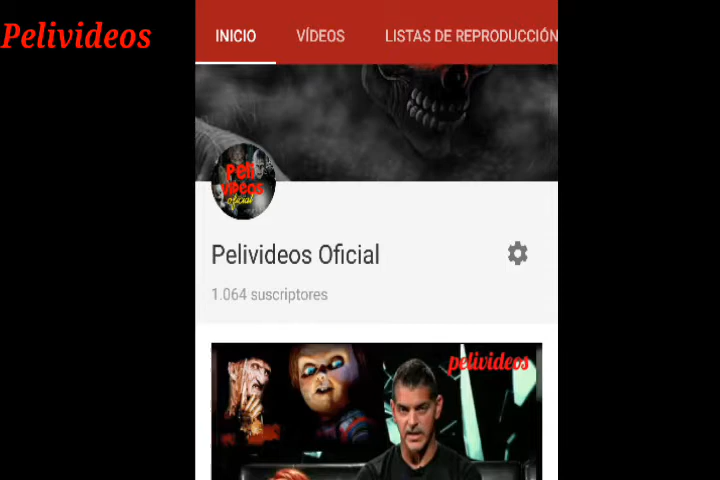 Pelivideos
INICIO VÍDEOS LISTAS DE REPRODUCCIÓN
Peli
videos
oficial
Pelivideos Oficial
1.064 suscriptores
pelivideos